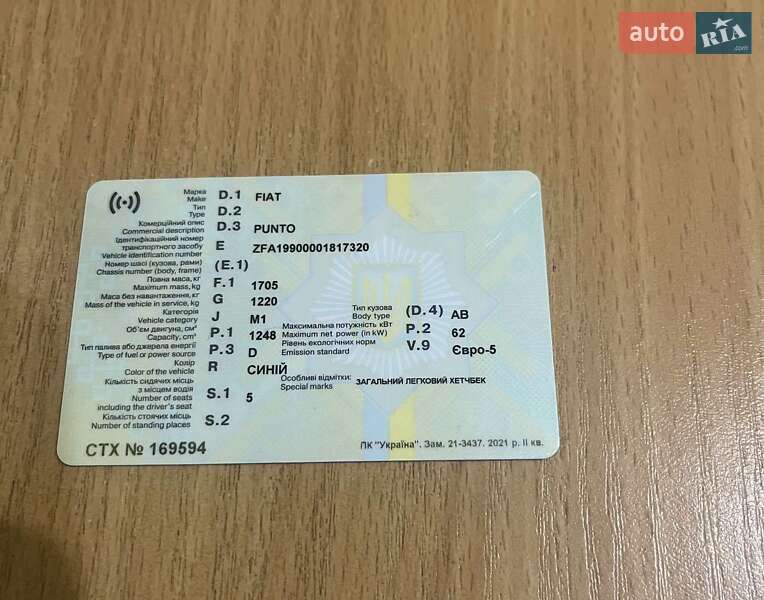 auto RIA
.com
Марка
Make D.1 FIAT
Тип
Type D.2
Комерційний опис
Commercial description D.3 PUNTO
Ідентифікаційний номер
транспортного засобу E ZFA19900001817320
Vehicle identification number
Номер шасі (кузова, рами)
Chassis number (body, frame) (E.1)
Повна маса, кг
Maximum mass, kg F.1 1705
Маса без навантаження, кг
Mass of the vehicle in service, kg G 1220
Категорія
Vehicle category J M1
Об'єм двигуна, см³
Capacity, cm³ P.1 1248
Тип палива або джерела енергії
Type of fuel or power source P.3 D
Колір
Color of the vehicle R СИНІЙ
Кількість сидячих місць
з місцем водія
Number of seats S.1 5
including the driver's seat
Кількість стоячих місць
Number of standing places S.2
Тип кузова
Body type (D.4) AB
Максимальна потужність кВт
Maximum net power (in kW) P.2 62
Рівень екологічних норм
Emission standard V.9 Євро-5
Особливі відмітки:
Special marks ЗАГАЛЬНИЙ ЛЕГКОВИЙ ХЕТЧБЕК
СТХ № 169594
ПК "Україна". Зам. 21-3437. 2021 р. II кв.